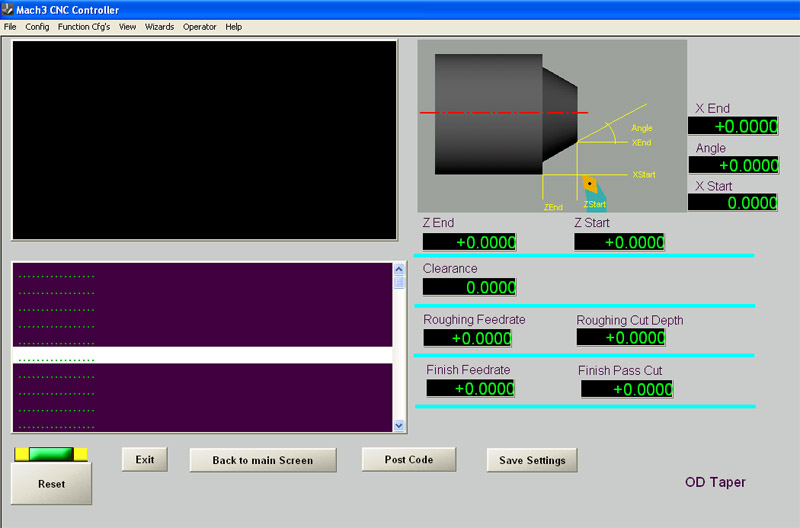 Mach3 CNC Controller
File Config Function Cfg's View Wizards Operator Help
Angle
XEnd
XStart
ZEnd
ZStart
X End
+0.0000
Angle
+0.0000
X Start
0.0000
Z End Z Start
+0.0000 +0.0000
Clearance
0.0000
Roughing Feedrate Roughing Cut Depth
+0.0000 +0.0000
Finish Feedrate Finish Pass Cut
+0.0000 +0.0000
.................
.................
.................
.................
.................
.................
.................
.................
.................
Reset
Exit
Back to main Screen
Post Code
Save Settings
OD Taper